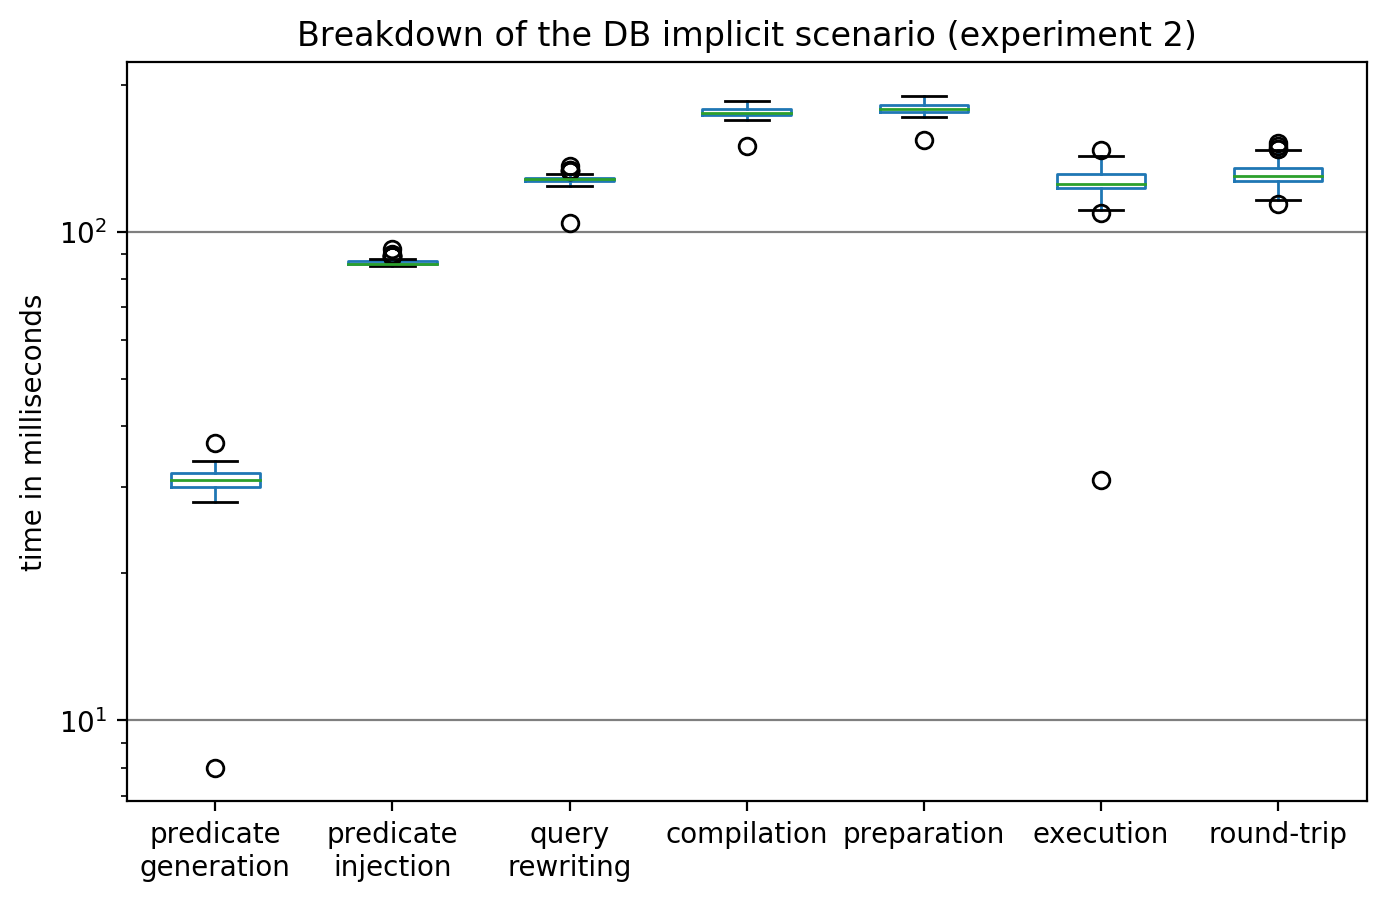 Breakdown of the DB implicit scenario (experiment 2)
time in milliseconds
10²
10¹
predicate
generation
predicate
injection
query
rewriting
compilation
preparation
execution
round-trip